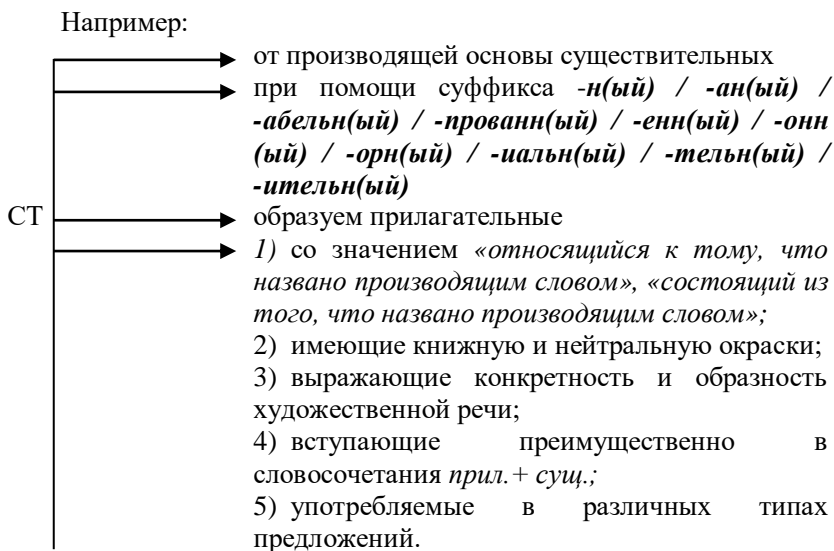 Например:
от производящей основы существительных
при помощи суффикса -н(ый) / -ан(ый) /
-абельн(ый) / -прованн(ый) / -енн(ый) / -онн
(ый) / -орн(ый) / -иальн(ый) / -тельн(ый) /
-ительн(ый)
СТ
образуем прилагательные
1) со значением «относящийся к тому, что
названо производящим словом», «состоящий из
того, что названо производящим словом»;
2) имеющие книжную и нейтральную окраски;
3) выражающие конкретность и образность
художественной речи;
4) вступающие преимущественно в
словосочетания прил.+ сущ.;
5) употребляемые в различных типах
предложений.